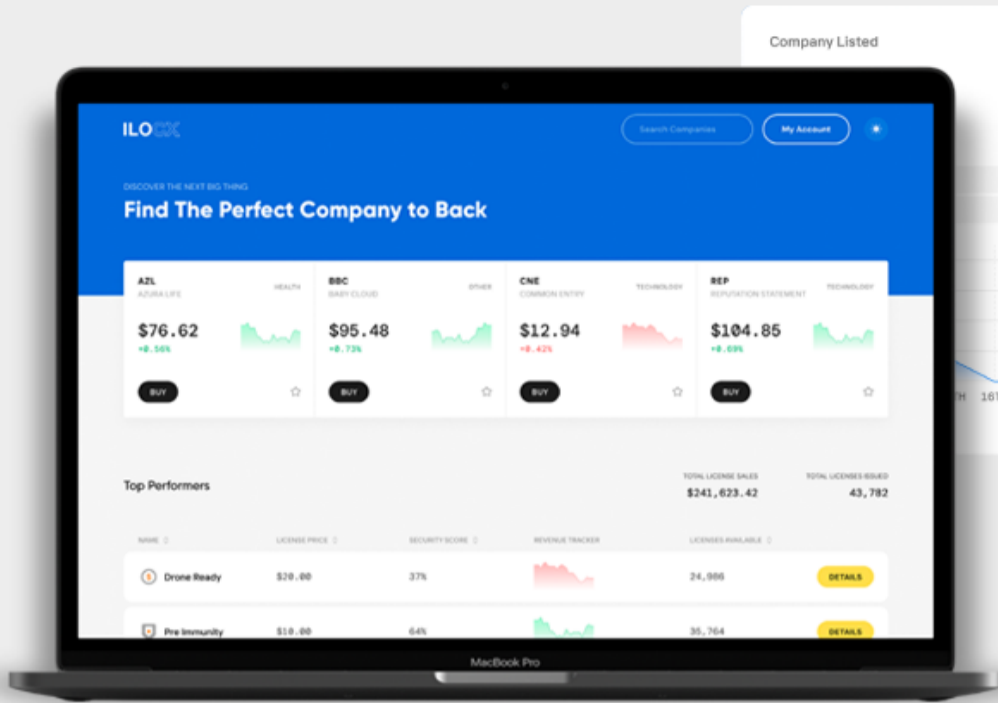 Company Listed
ILOCX
Search Companies
My Account
DISCOVER THE NEXT BIG THING
Find The Perfect Company to Back
AZL
AZURA LIFE
HEALTH
$76.62
+0.56%
BUY
BBC
BABY CLOUD
OTHER
$95.48
+0.73%
BUY
CNE
COMMON ENTRY
TECHNOLOGY
$12.94
BUY
REP
REPUTATION STATEMENT
TECHNOLOGY
$104.85
+0.69%
BUY
16T
Top Performers
TOTAL LICENSE SALES
$241,623.42
TOTAL LICENSES ISSUED
43,782
NAME
LICENSE PRICE
SECURITY SCORE
REVENUE TRACKER
LICENSES AVAILABLE
Drone Ready
$20.00
37%
24,986
DETAILS
Pre Immunity
$10.00
64%
35,764
DETAILS
MacBook Pro